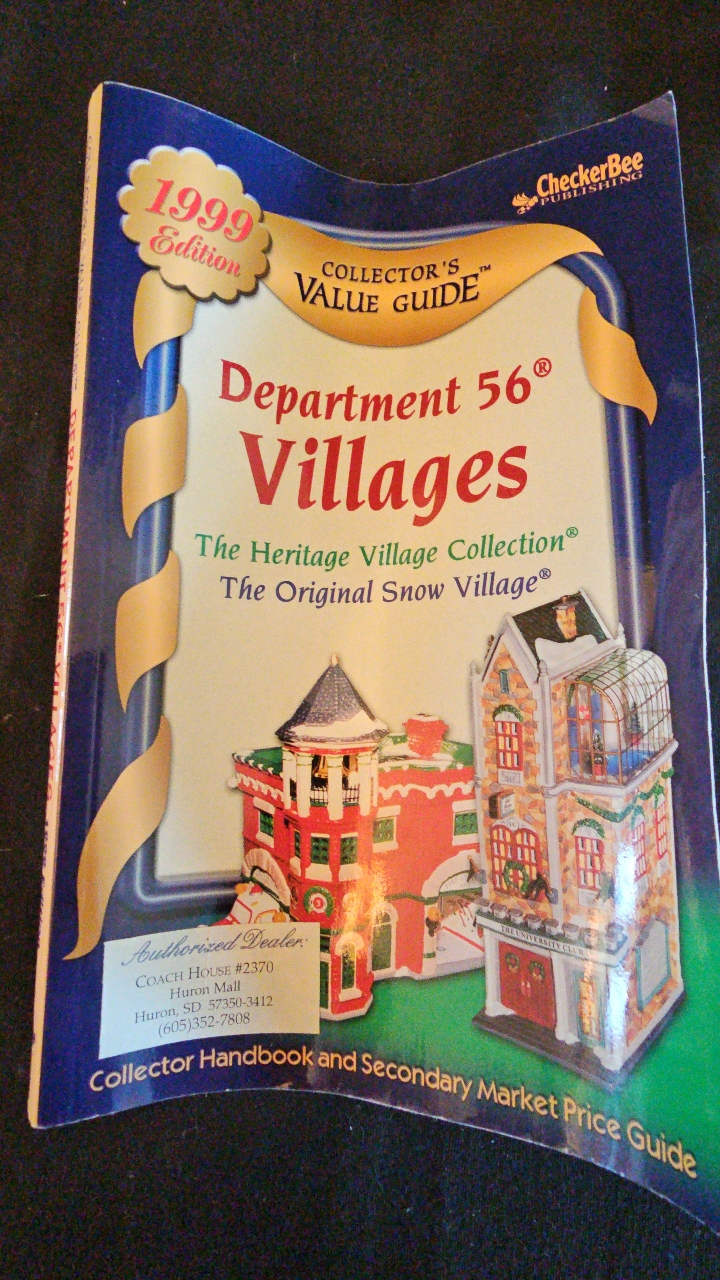 1999
Edition
CheckerBee
PUBLISHING
COLLECTOR'S
VALUE GUIDE™
Department 56®
Villages
The Heritage Village Collection®
The Original Snow Village®
THE UNIVERSITY CLUB
Authorized Dealer:
COACH HOUSE #2370
Huron Mall
Huron, SD 57350-3412
(605)352-7808
Collector Handbook and Secondary Market Price Guide